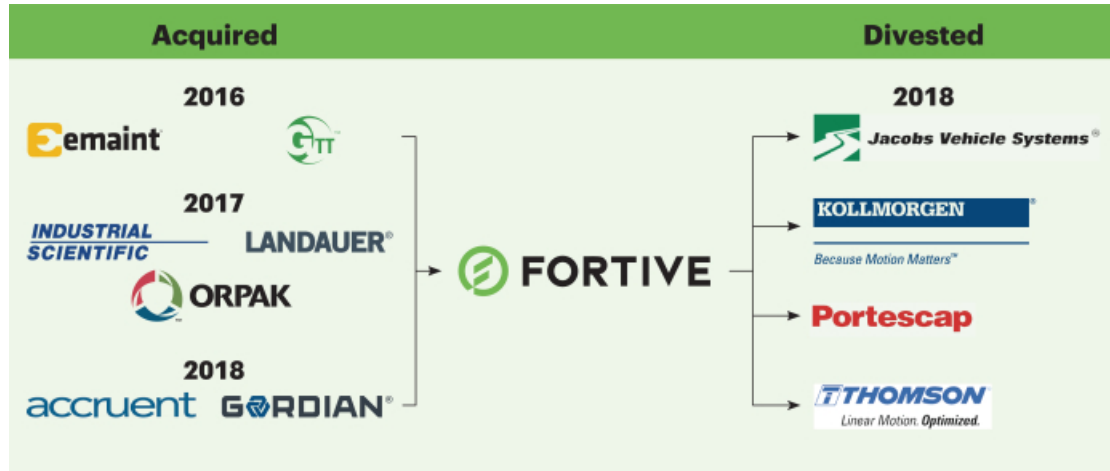 Acquired
Divested
2016
emaint
GTT™
2017
INDUSTRIAL
SCIENTIFIC
LANDAUER®
ORPAK
2018
accruent
GORDIAN®
FORTIVE
2018
Jacobs Vehicle Systems®
KOLLMORGEN®
Because Motion Matters™
Portescap
THOMSON
Linear Motion. Optimized.